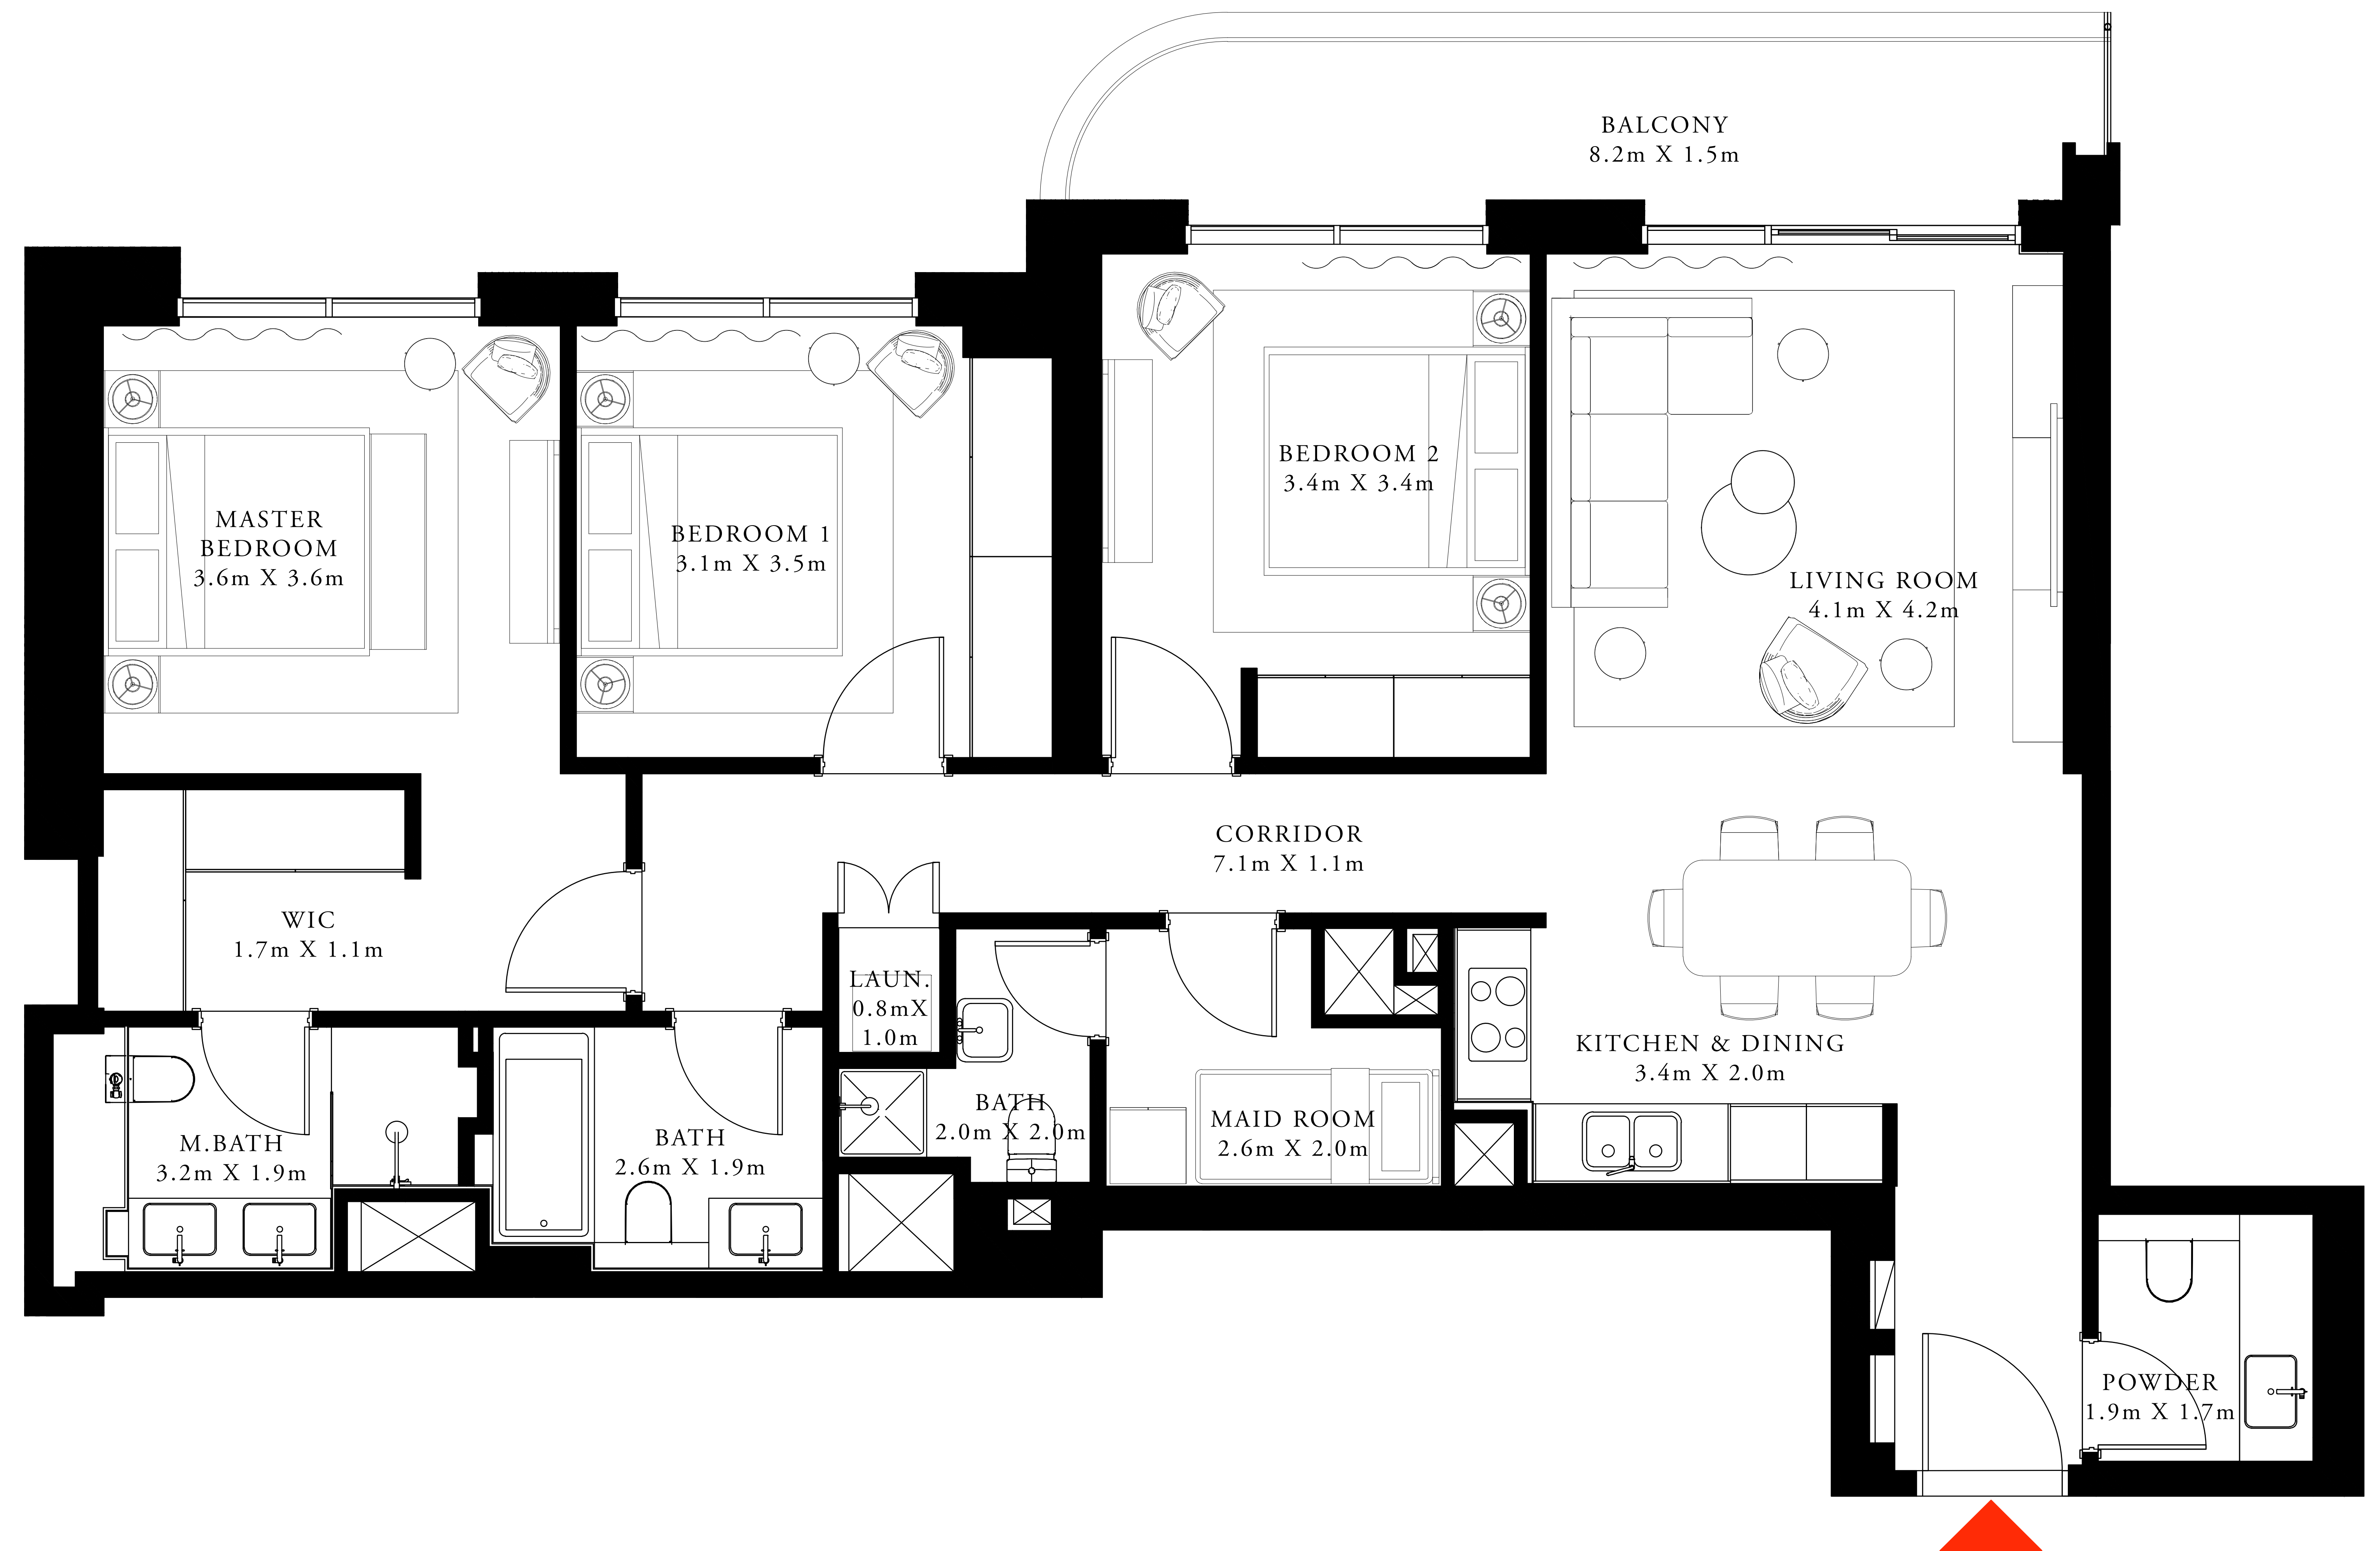 BALCONY
8.2m X 1.5m
MASTER
BEDROOM
3.6m X 3.6m
BEDROOM 1
3.1m X 3.5m
BEDROOM 2
3.4m X 3.4m
LIVING ROOM
4.1m X 4.2m
CORRIDOR
7.1m X 1.1m
WIC
1.7m X 1.1m
LAUN.
0.8mX
1.0m
KITCHEN & DINING
3.4m X 2.0m
M.BATH
3.2m X 1.9m
BATH
2.6m X 1.9m
BATH
2.0m X 2.0m
MAID ROOM
2.6m X 2.0m
POWDER
1.9m X 1.7m